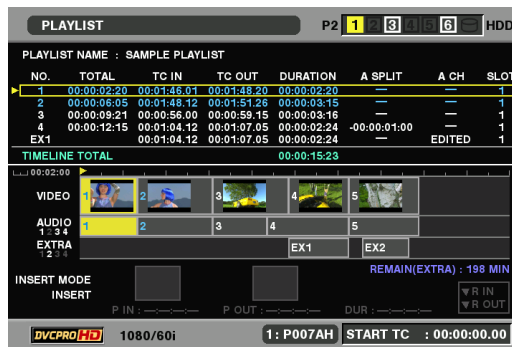 PLAYLIST P2 1 2 3 4 5 6 HDD
PLAYLIST NAME : SAMPLE PLAYLIST
NO. TOTAL TC IN TC OUT DURATION A SPLIT A CH SLOT
1 00:00:02:20 00:01:46.01 00:01:48.20 00:00:02:20 — — 1
2 00:00:06:05 00:01:48.12 00:01:51.26 00:00:03:15 — — 1
3 00:00:09:21 00:00:56.00 00:00:59.15 00:00:03:16 — — 1
4 00:00:12:15 00:01:04.12 00:01:07.05 00:00:02:24 -00:00:01:00 — 1
EX1 00:01:04.12 00:01:07.05 00:00:02:24 — EDITED 1
TIMELINE TOTAL 00:00:15:23
00:02:00
VIDEO 1 2 3 4 5
AUDIO 1 2 3 4 5
1 2 3 4
EXTRA EX1 EX2
1 2 3 4
REMAIN(EXTRA) : 198 MIN
INSERT MODE
INSERT
▼R IN
▼R OUT
P IN : --:--:-- P OUT : --:--:-- DUR : --:--:--
DVCPRO HD 1080/60i 1 : P007AH START TC : 00:00:00.00